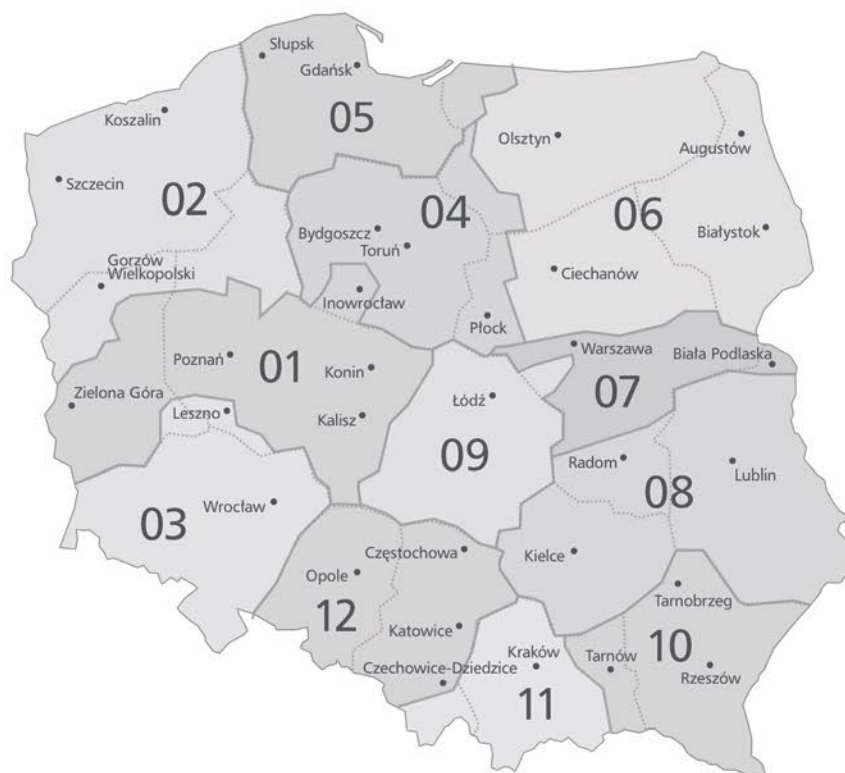 Słupsk
Gdańsk
05
Koszalin
Olsztyn
Augustów
Szczecin
02
04
06
Bydgoszcz
Toruń
Białystok
Gorzów
Wielkopolski
Ciechanów
Inowrocław
Płock
Warszawa
Poznań
01
Konin
Biała Podlaska
07
Zielona Góra
Łódź
Leszno
Kalisz
09
Radom
Lublin
08
Wrocław
03
Częstochowa
Kielce
Opole
12
Tarnobrzeg
Katowice
Kraków
Tarnów
10
Rzeszów
Czechowice-Dziedzice
11